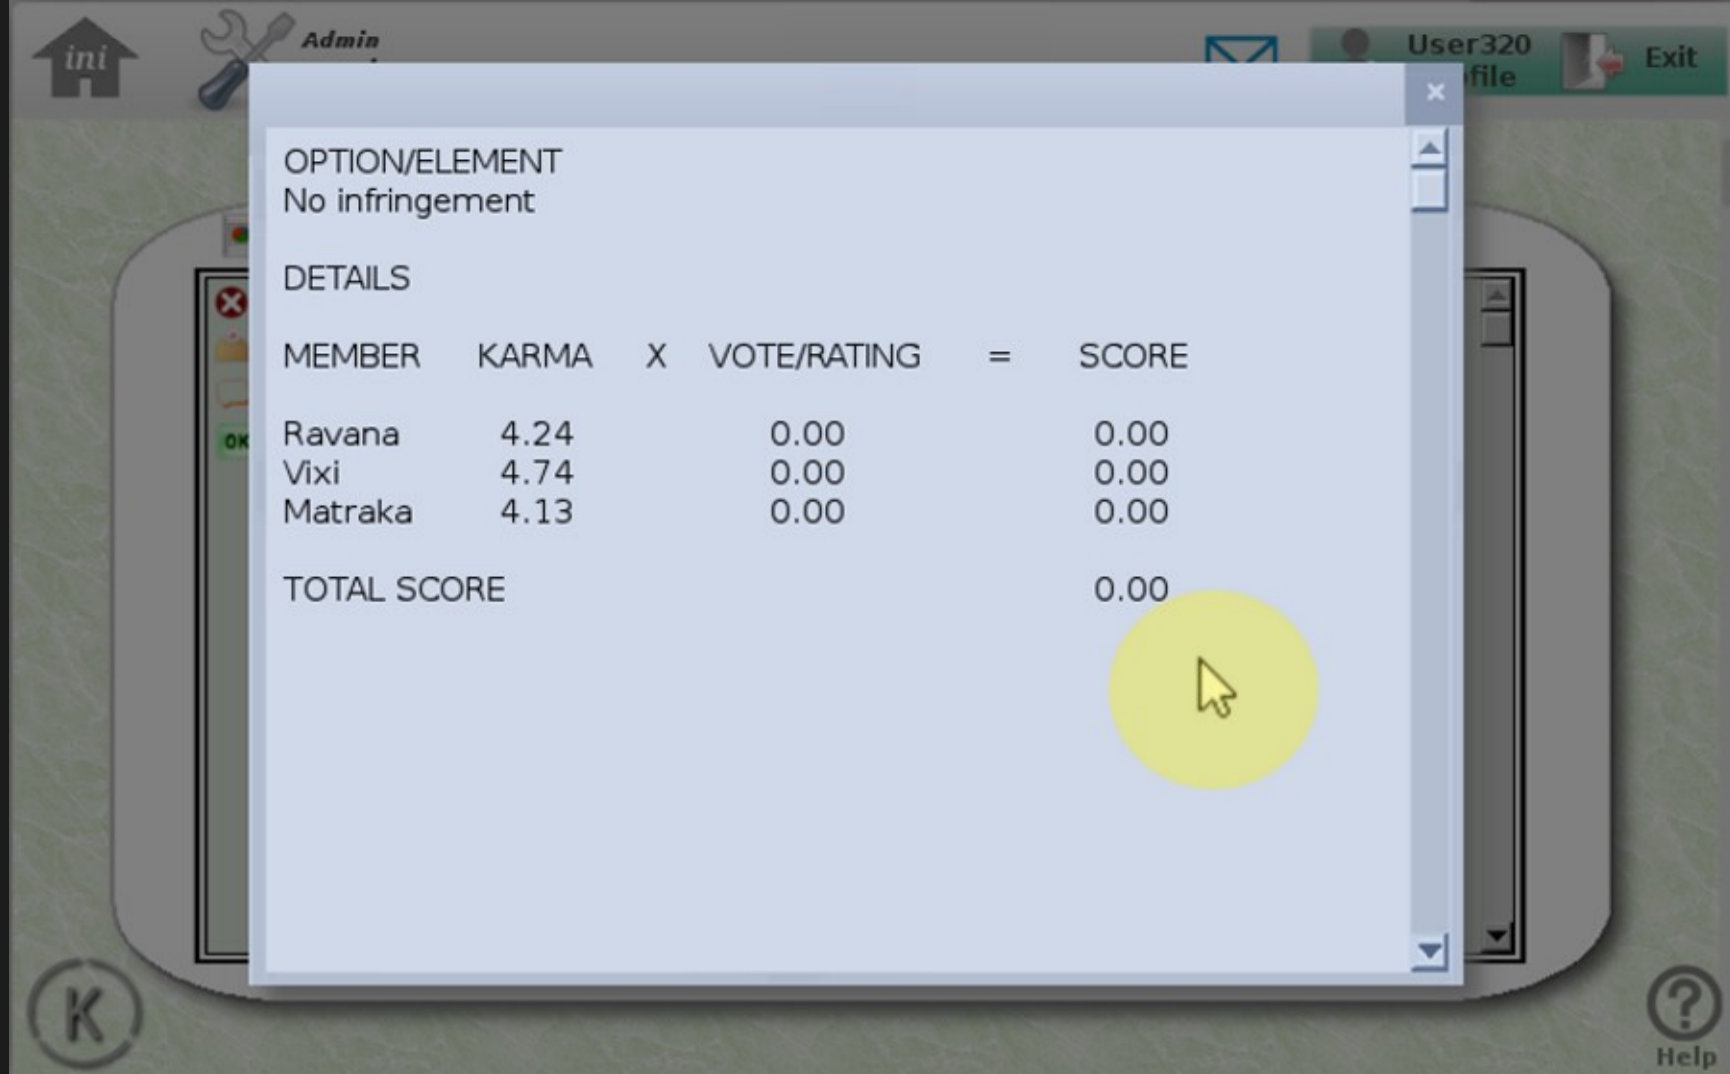 ini
Admin
User320
file
Exit
×
OPTION/ELEMENT
No infringement
DETAILS
MEMBER KARMA X VOTE/RATING = SCORE
Ravana 4.24 0.00 0.00
Vixi 4.74 0.00 0.00
Matraka 4.13 0.00 0.00
TOTAL SCORE 0.00
OK
K
?
Help